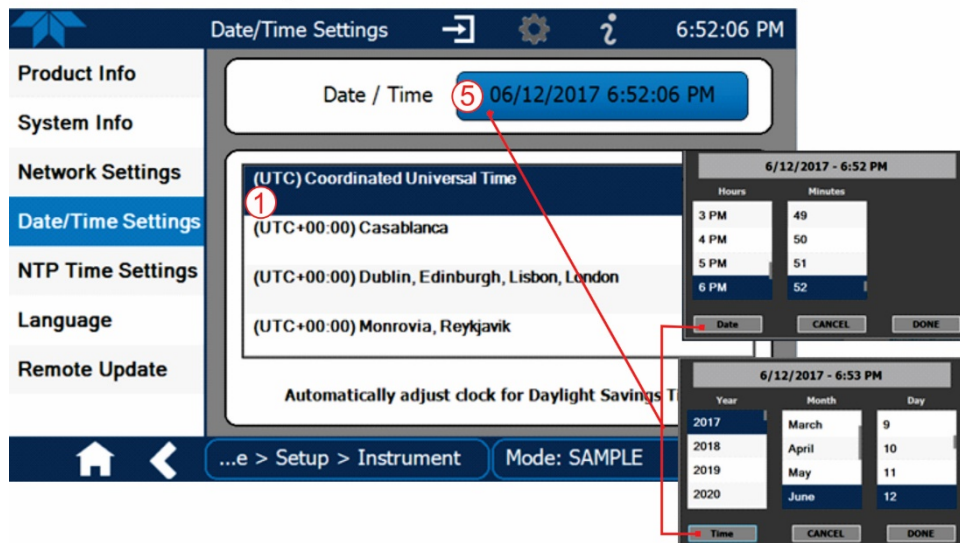 Date/Time Settings
6:52:06 PM
Product Info
System Info
Network Settings
Date/Time Settings
NTP Time Settings
Language
Remote Update
Date / Time
5
06/12/2017 6:52:06 PM
(UTC) Coordinated Universal Time
1
(UTC+00:00) Casablanca
(UTC+00:00) Dublin, Edinburgh, Lisbon, London
(UTC+00:00) Monrovia, Reykjavik
Automatically adjust clock for Daylight Savings T
...e > Setup > Instrument
Mode: SAMPLE
6/12/2017 - 6:52 PM
Hours Minutes
3 PM 49
4 PM 50
5 PM 51
6 PM 52
Date CANCEL DONE
6/12/2017 - 6:53 PM
Year Month Day
2017 March 9
2018 April 10
2019 May 11
2020 June 12
Time CANCEL DONE